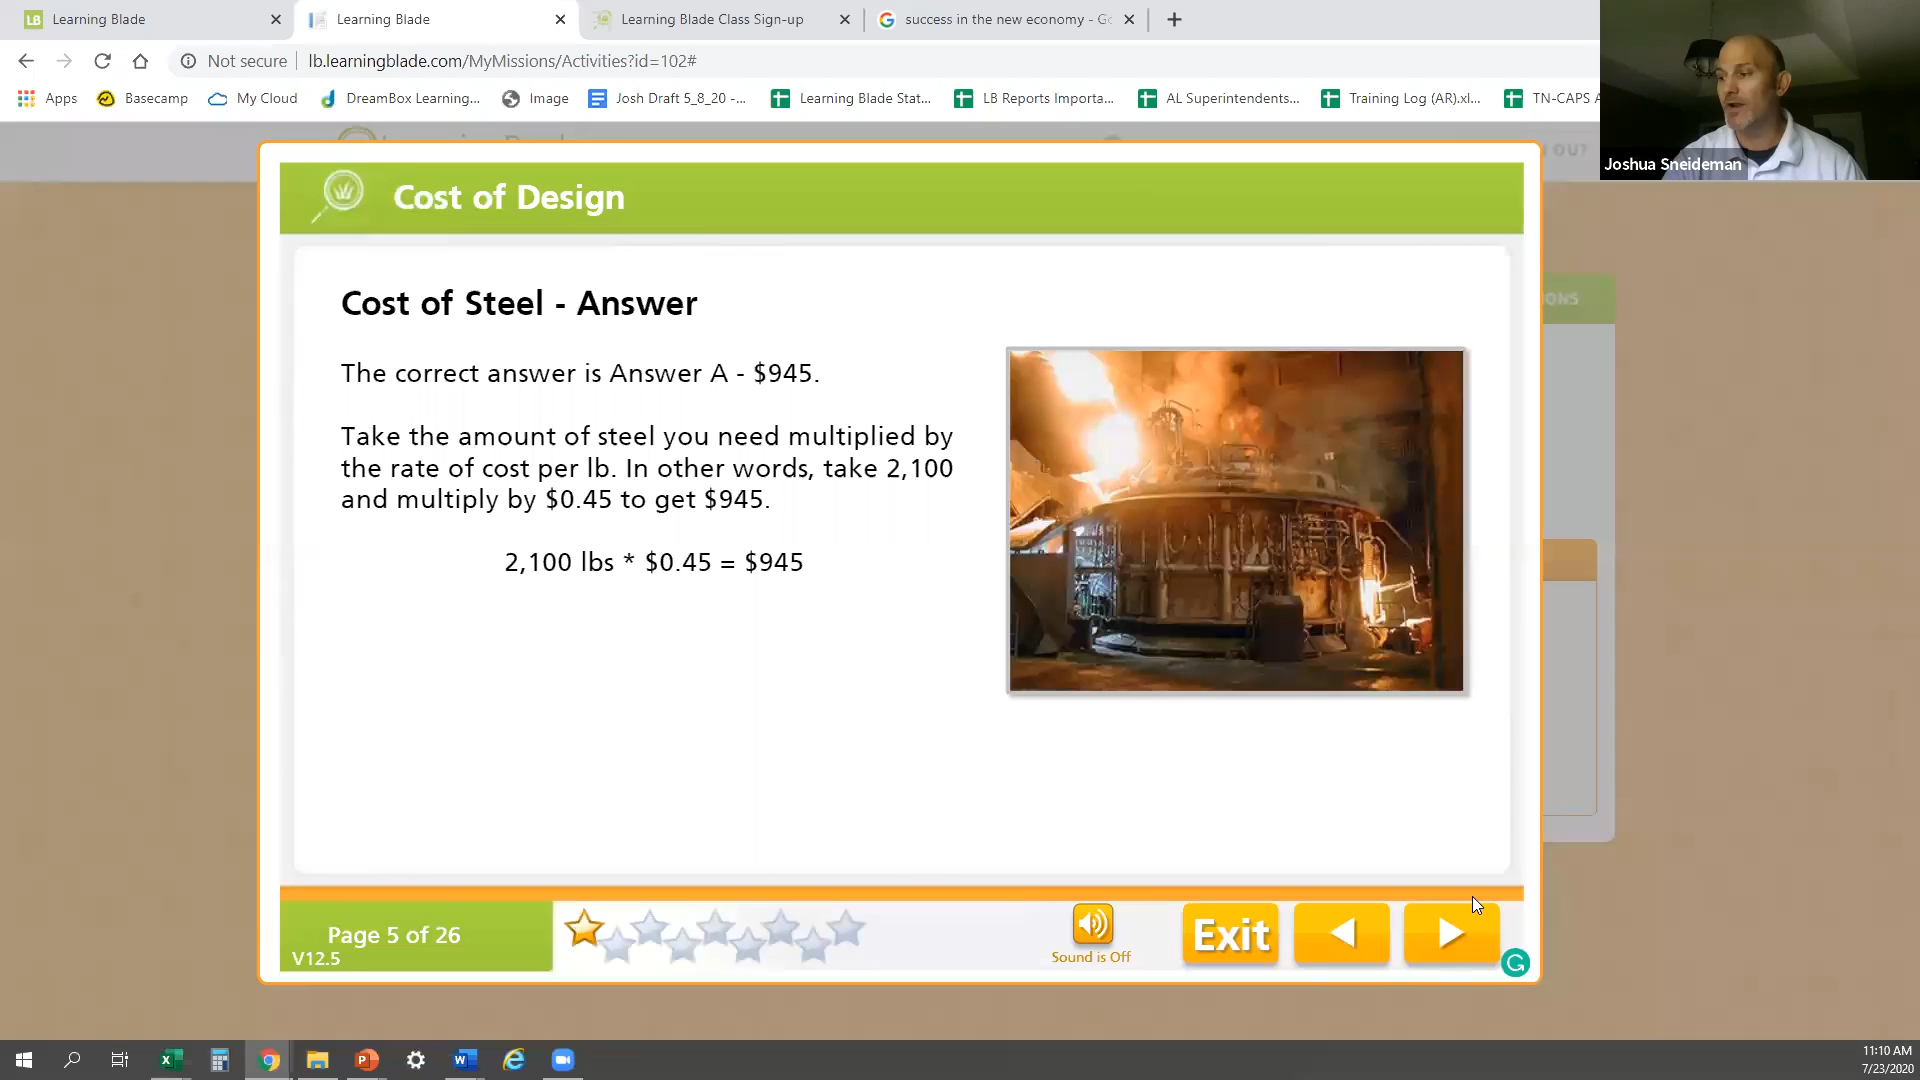 LB Learning Blade
Learning Blade
Learning Blade Class Sign-up
success in the new economy - Go
Not secure
lb.learningblade.com/MyMissions/Activities?id=102#
Apps
Basecamp
My Cloud
DreamBox Learning...
Image
Josh Draft 5_8_20 -...
Learning Blade Stat...
LB Reports Importa...
AL Superintendents...
Training Log (AR).xl...
TN-CAPS A
Joshua Sneideman
Cost of Design
Cost of Steel - Answer
The correct answer is Answer A - $945.
Take the amount of steel you need multiplied by
the rate of cost per lb. In other words, take 2,100
and multiply by $0.45 to get $945.
2,100 lbs * $0.45 = $945
Page 5 of 26
V12.5
Sound is Off
Exit
11:10 AM
7/23/2020